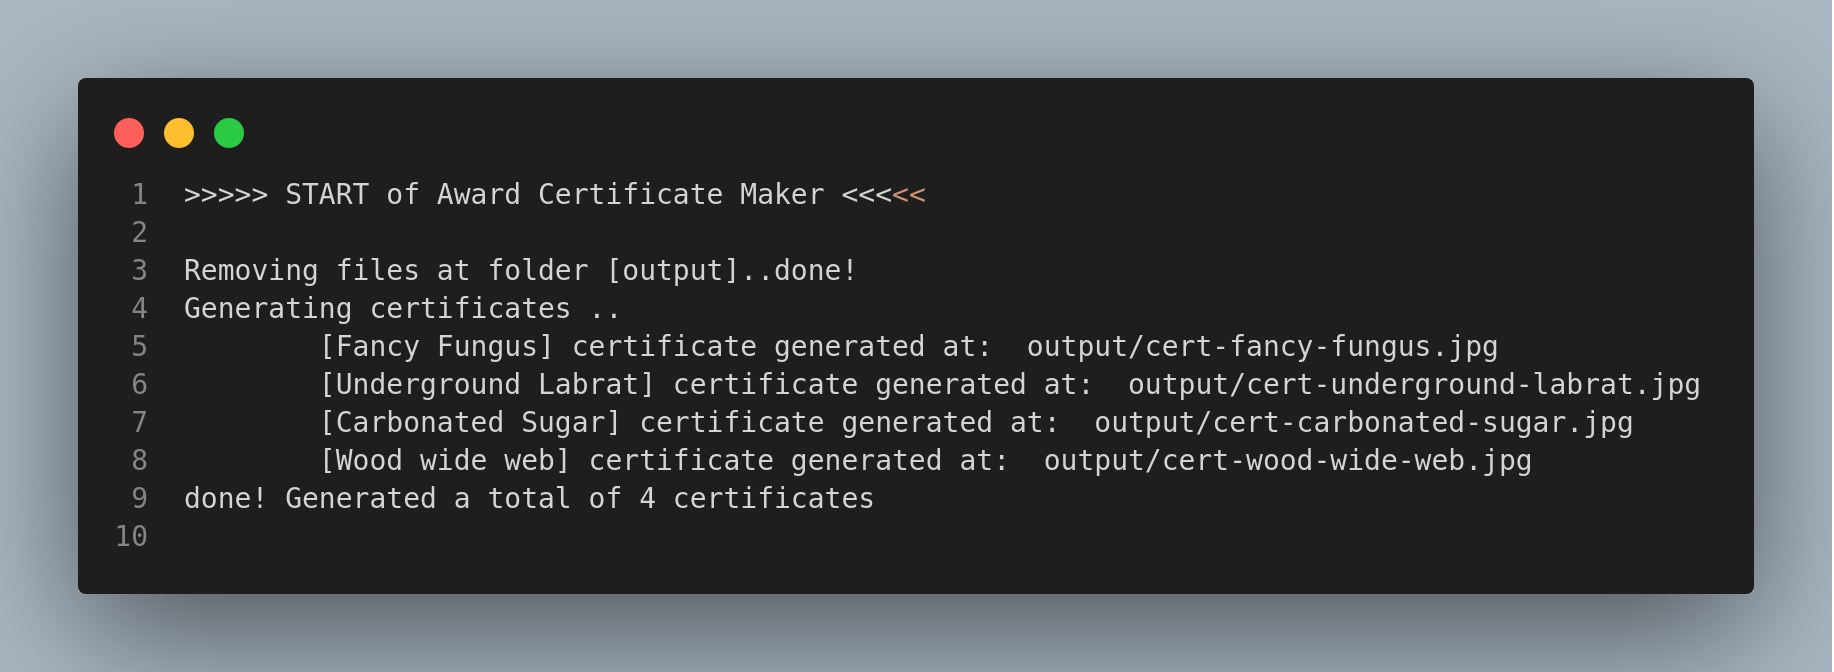 1 >>>>> START of Award Certificate Maker <<<<<
2
3 Removing files at folder [output]..done!
4 Generating certificates ..
5         [Fancy Fungus] certificate generated at:  output/cert-fancy-fungus.jpg
6         [Underground Labrat] certificate generated at:  output/cert-underground-labrat.jpg
7         [Carbonated Sugar] certificate generated at:  output/cert-carbonated-sugar.jpg
8         [Wood wide web] certificate generated at:  output/cert-wood-wide-web.jpg
9 done! Generated a total of 4 certificates
10